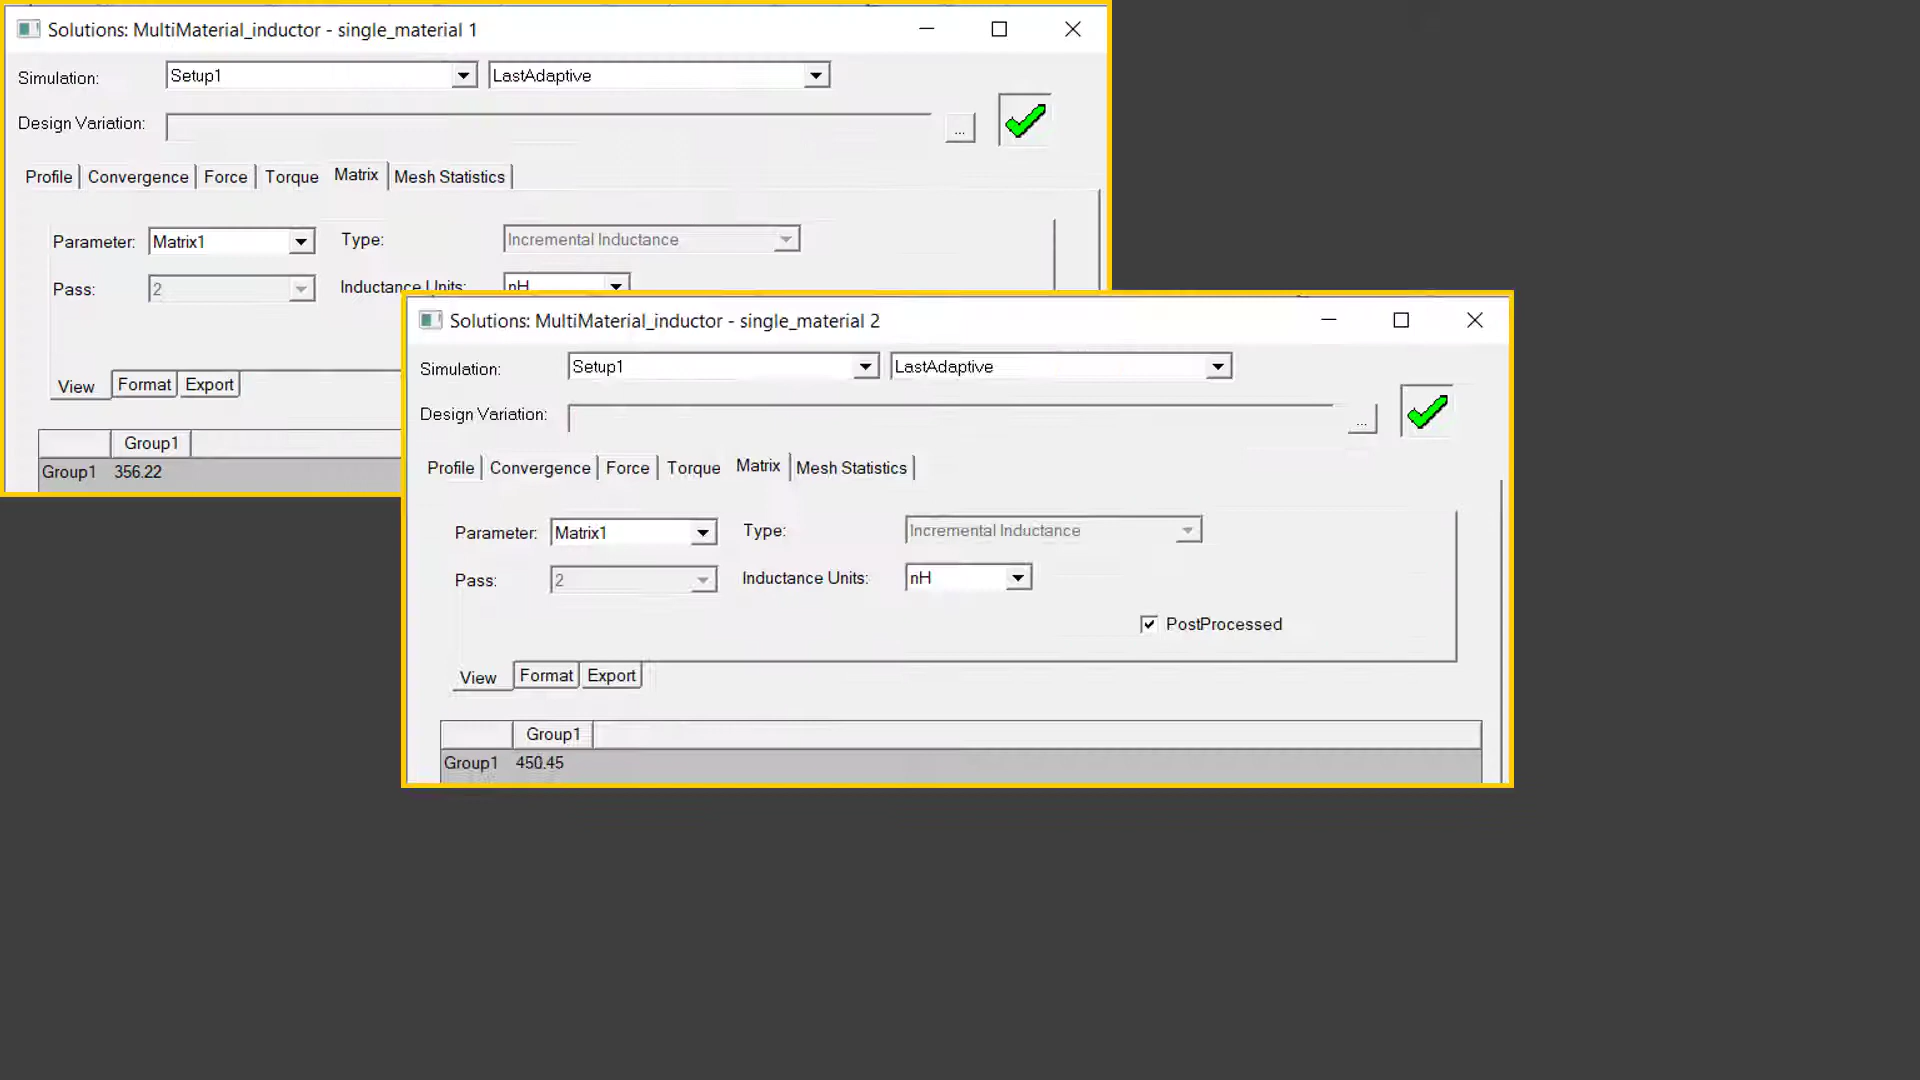 Solutions: MultiMaterial_inductor - single_material 1
Simulation: Setup1 LastAdaptive
Design Variation: ...
Profile Convergence Force Torque Matrix Mesh Statistics
Parameter: Matrix1 Type: Incremental Inductance
Pass: 2 Inductance Units: nH
View Format Export
Group1
Group1 356.22
Solutions: MultiMaterial_inductor - single_material 2
Simulation: Setup1 LastAdaptive
Design Variation: ...
Profile Convergence Force Torque Matrix Mesh Statistics
Parameter: Matrix1 Type: Incremental Inductance
Pass: 2 Inductance Units: nH
PostProcessed
View Format Export
Group1
Group1 450.45